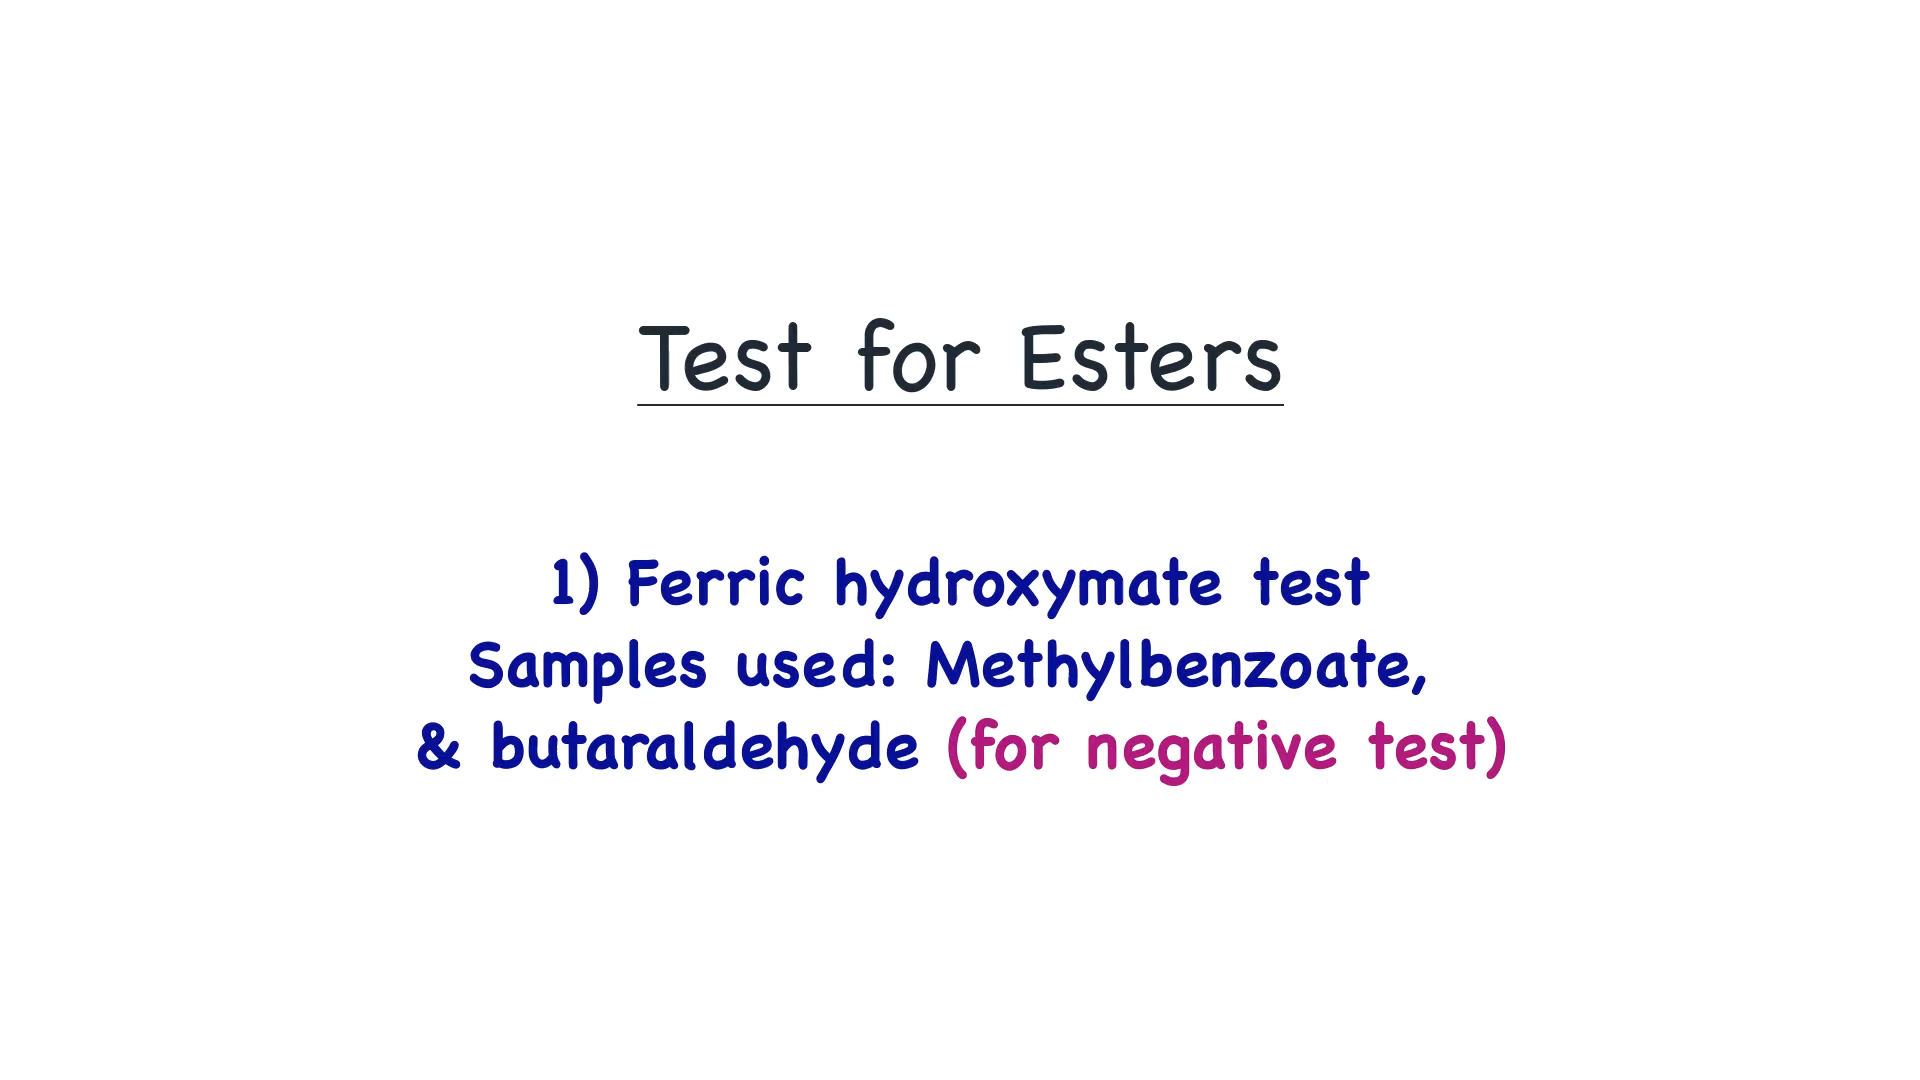 Test for Esters
1) Ferric hydroxymate test
Samples used: Methylbenzoate,
& butaraldehyde (for negative test)